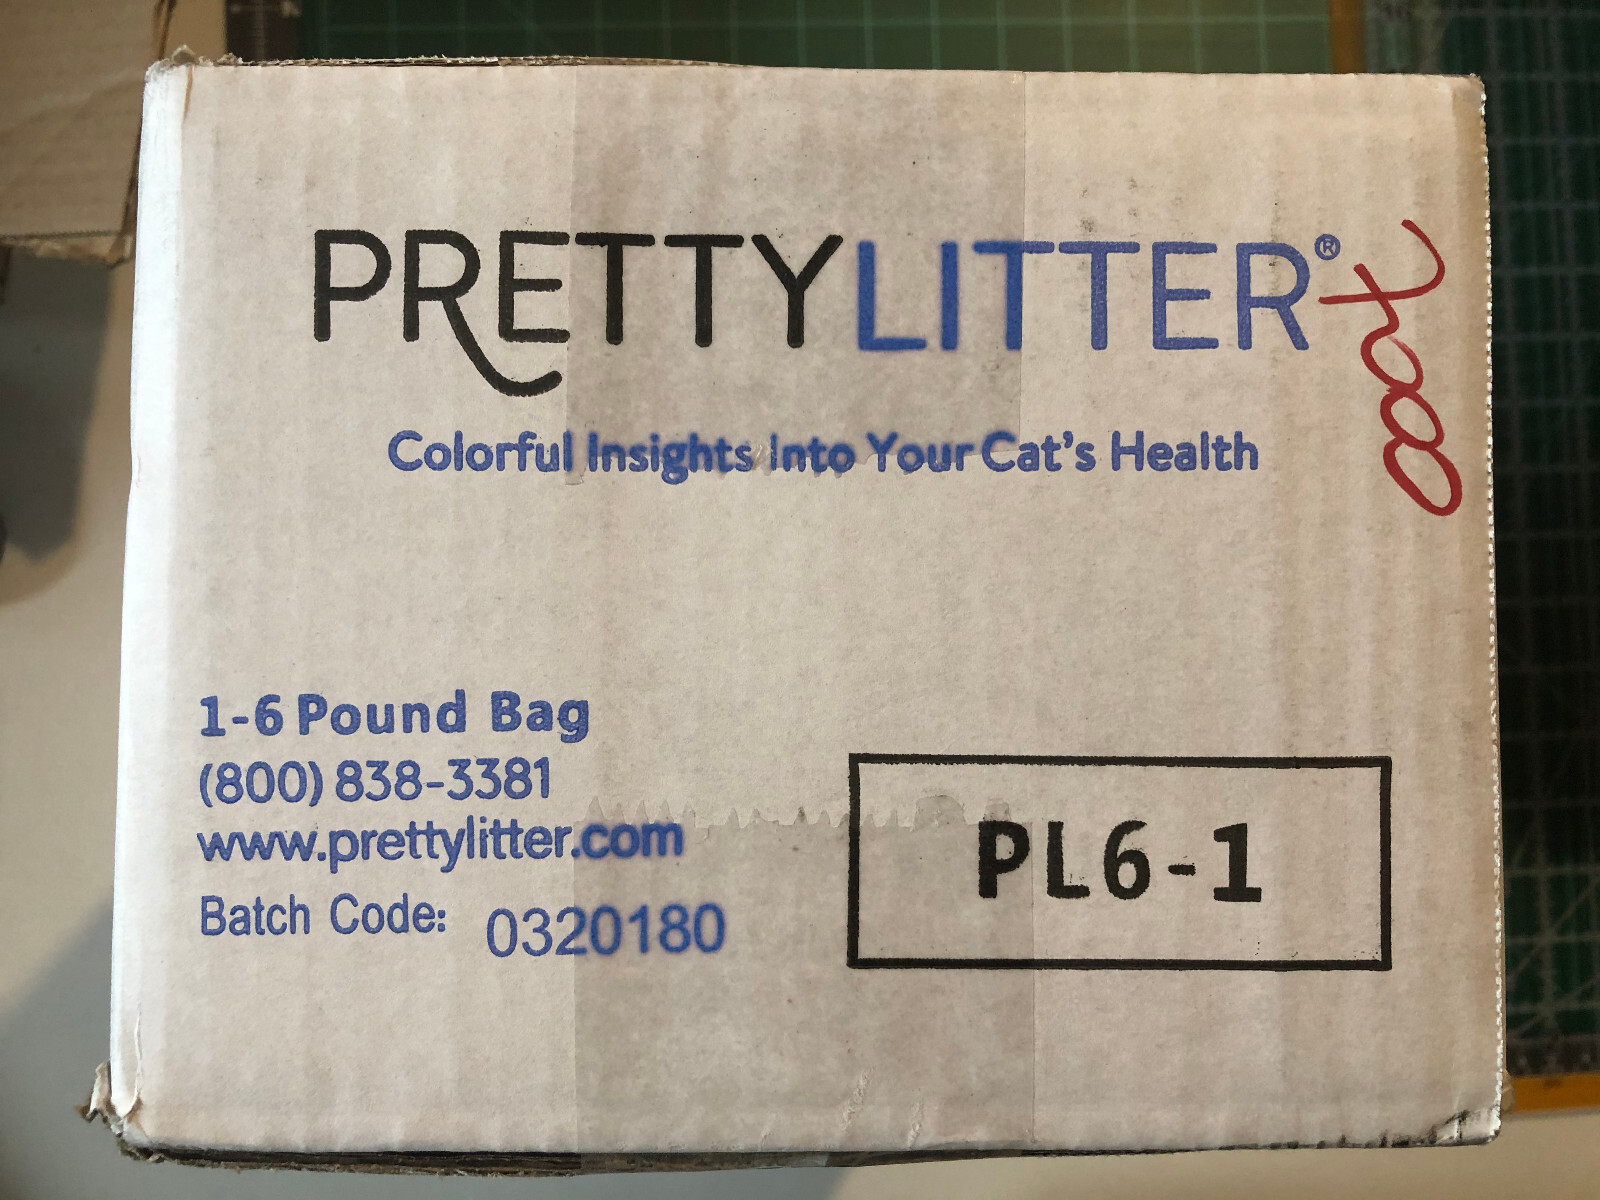 PRETTYLITTER®
Colorful Insights Into Your Cat's Health
1-6 Pound Bag
(800) 838-3381
www.prettylitter.com
Batch Code: 0320180
PL6-1